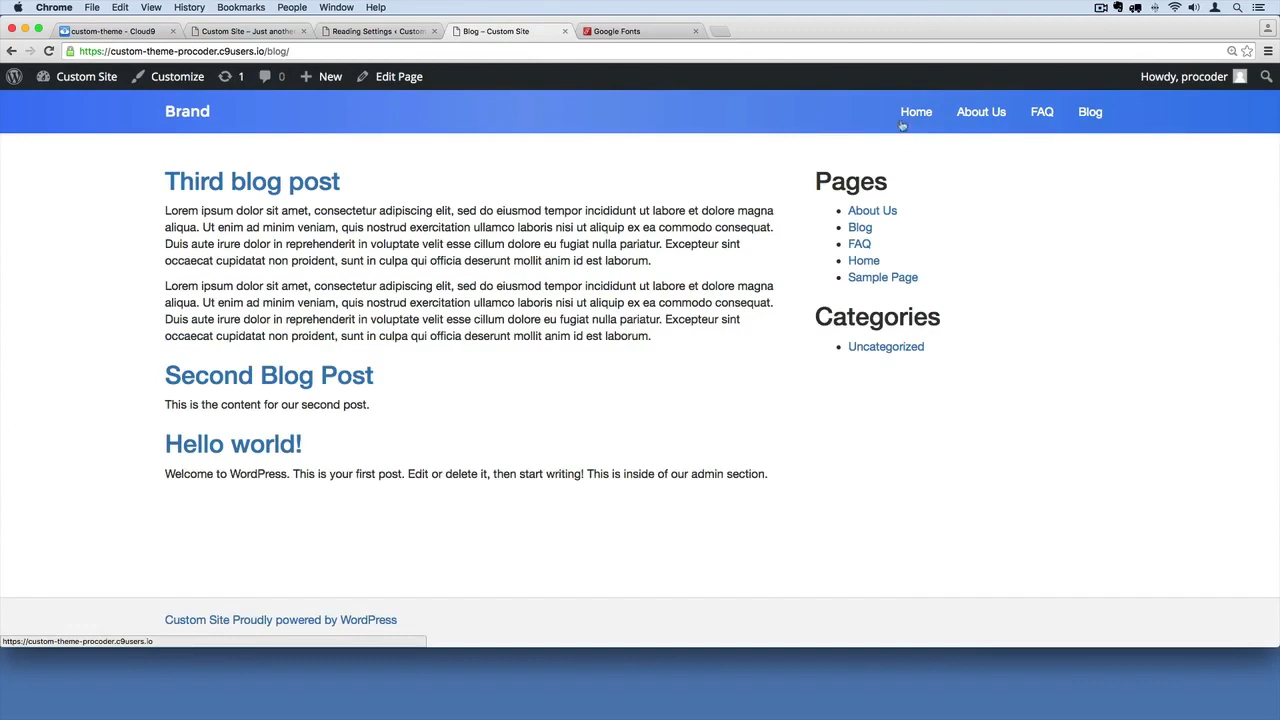 Chrome File Edit View History Bookmarks People Window Help
custom-theme - Cloud9 Custom Site – Just anothe Reading Settings ‹ Custom Blog – Custom Site Google Fonts
https://custom-theme-procoder.c9users.io/blog/
Custom Site Customize 1 0 New Edit Page Howdy, procoder
Brand Home About Us FAQ Blog
Third blog post
Lorem ipsum dolor sit amet, consectetur adipiscing elit, sed do eiusmod tempor incididunt ut labore et dolore magna
aliqua. Ut enim ad minim veniam, quis nostrud exercitation ullamco laboris nisi ut aliquip ex ea commodo consequat.
Duis aute irure dolor in reprehenderit in voluptate velit esse cillum dolore eu fugiat nulla pariatur. Excepteur sint
occaecat cupidatat non proident, sunt in culpa qui officia deserunt mollit anim id est laborum.
Lorem ipsum dolor sit amet, consectetur adipiscing elit, sed do eiusmod tempor incididunt ut labore et dolore magna
aliqua. Ut enim ad minim veniam, quis nostrud exercitation ullamco laboris nisi ut aliquip ex ea commodo consequat.
Duis aute irure dolor in reprehenderit in voluptate velit esse cillum dolore eu fugiat nulla pariatur. Excepteur sint
occaecat cupidatat non proident, sunt in culpa qui officia deserunt mollit anim id est laborum.
Second Blog Post
This is the content for our second post.
Hello world!
Welcome to WordPress. This is your first post. Edit or delete it, then start writing! This is inside of our admin section.
Pages
About Us
Blog
FAQ
Home
Sample Page
Categories
Uncategorized
Custom Site Proudly powered by WordPress
https://custom-theme-procoder.c9users.io